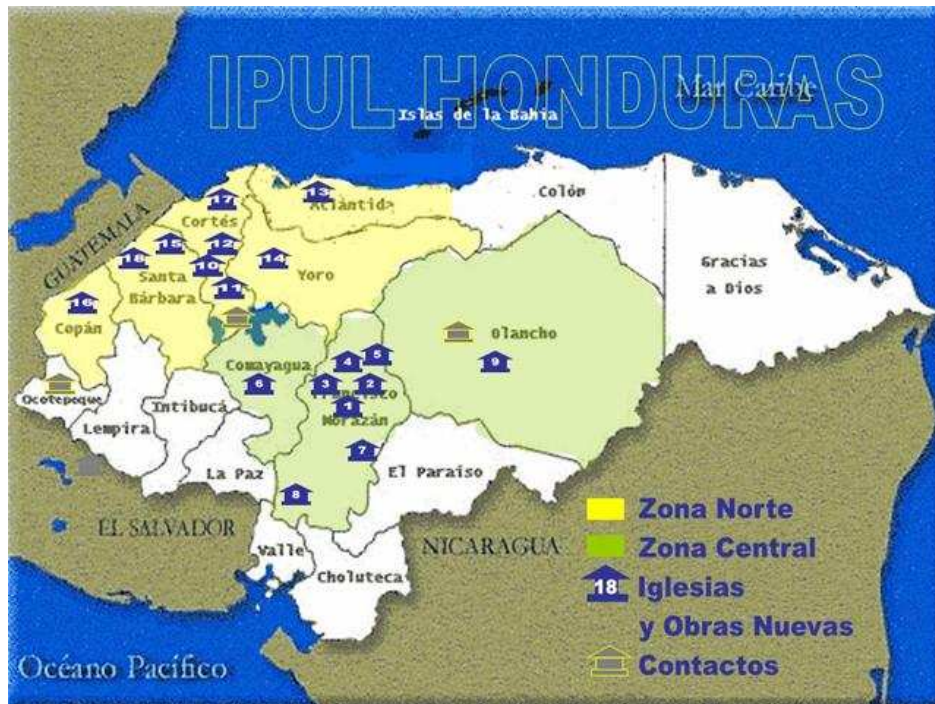 IPUL HONDURAS
Mar Caribe
Islas de la Bahia
Colón
17
13
Atlántida
Cortés
GUATEMALA
18
15
12
10
14
Yoro
Santa
Bárbara
11
16
Copán
Gracias
a Dios
Olancho
9
Comayagua
6
4
5
3
2
Francisco
1
Morazán
7
8
Ocotepeque
Lempira
Intibucá
La Paz
El Paraiso
EL SALVADOR
NICARAGUA
Valle
Choluteca
Océano Pacífico
Zona Norte
Zona Central
18 Iglesias
y Obras Nuevas
Contactos